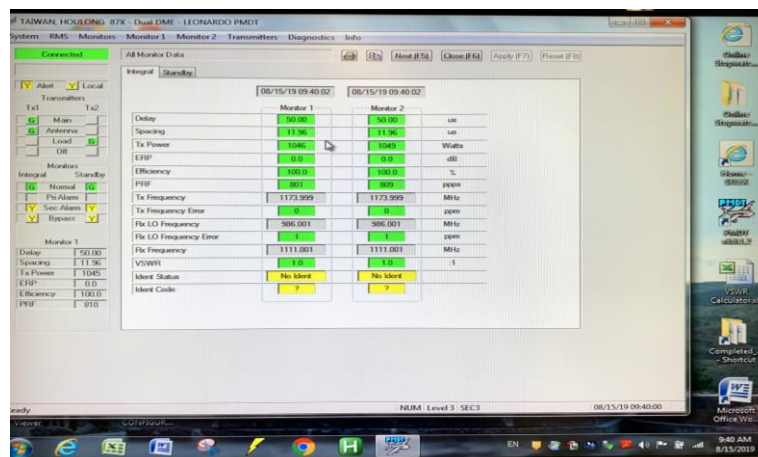 TAIWAN, HOULONG 87X - Dual DME - LEONARDO PMDT
System RMS Monitors Monitor 1 Monitor 2 Transmitters Diagnostics Info
Connected
All Monitor Data
Next (F5) Close (F6) Apply (F7) Reset (F8)
Integral Standby
Y Alert Y Local
Transmitters
Tx1 Tx2
G Main
G Antenna
Load G
Off
Monitors
Integral Standby
G Normal G
Pri Alarm
Y Sec Alarm Y
Y Bypass Y
Monitor 1
Delay 50.00
Spacing 11.96
Tx Power 1045
ERP 0.0
Efficiency 100.0
PRF 810
08/15/19 09:40:02 08/15/19 09:40:02
Monitor 1 Monitor 2
Delay 50.00 50.00 us
Spacing 11.96 11.96 us
Tx Power 1046 1049 Watts
ERP 0.0 0.0 dB
Efficiency 100.0 100.0 %
PRF 801 809 ppps
Tx Frequency 1173.999 1173.999 MHz
Tx Frequency Error 0 0 ppm
Rx LO Frequency 986.001 986.001 MHz
Rx LO Frequency Error 1 1 ppm
Rx Frequency 1111.001 1111.001 MHz
VSWR 1.0 1.0 :1
Ident Status No Ident No Ident
Ident Code ? ?
Ready
NUM Level 3 SEC3 08/15/19 09:40:00
PMDT
VSWR
Calculatora
Completed_
- Shortcut
Microsoft
Office Wo...
Viewer CONFIGUR...
H
PMDT
EN
9:40 AM
8/15/2019